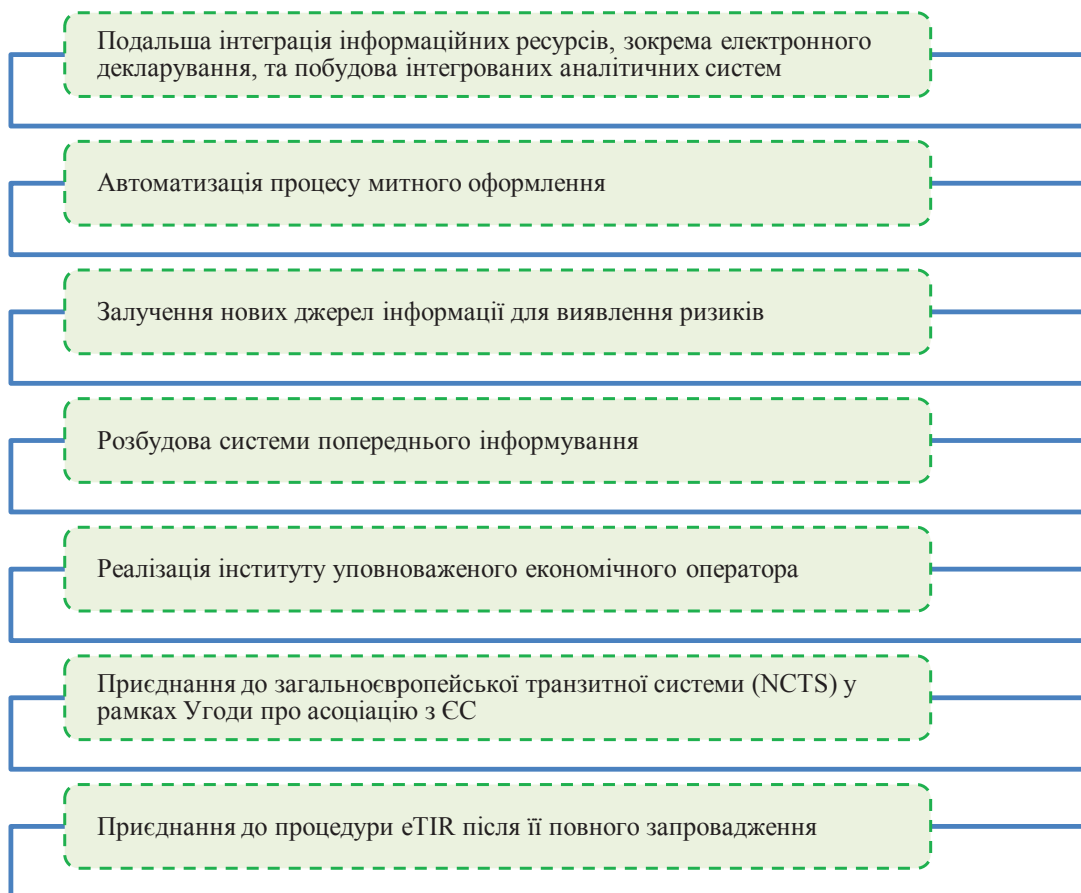 Подальша інтеграція інформаційних ресурсів, зокрема електронного
декларування, та побудова інтегрованих аналітичних систем
Автоматизація процесу митного оформлення
Залучення нових джерел інформації для виявлення ризиків
Розбудова системи попереднього інформування
Реалізація інституту уповноваженого економічного оператора
Приєднання до загальноєвропейської транзитної системи (NCTS) у
рамках Угоди про асоціацію з ЄС
Приєднання до процедури eTIR після її повного запровадження